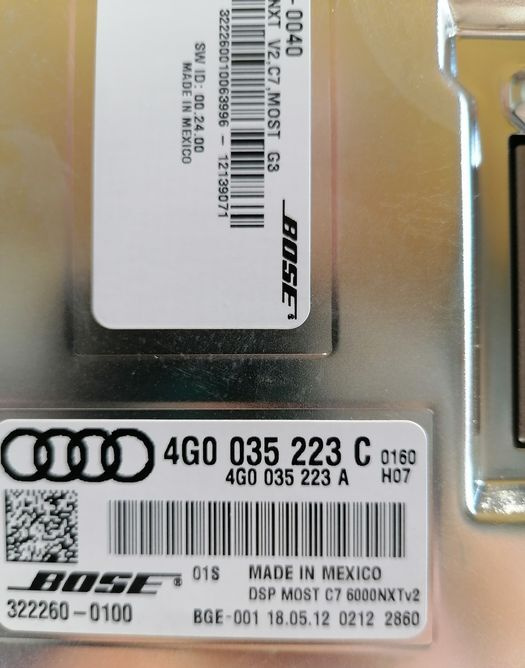 -0040
NXT V2,C7,MOST G3
32226001006399​6 - 12139071
SW ID: 00.24.00
MADE IN MEXICO
BOSE
4G0 035 223 C 0160
4G0 035 223 A H07
BOSE ® 01S MADE IN MEXICO
DSP MOST C7 6000NXTv2
322260-0100 BGE-001 18.05.12 0212 2860